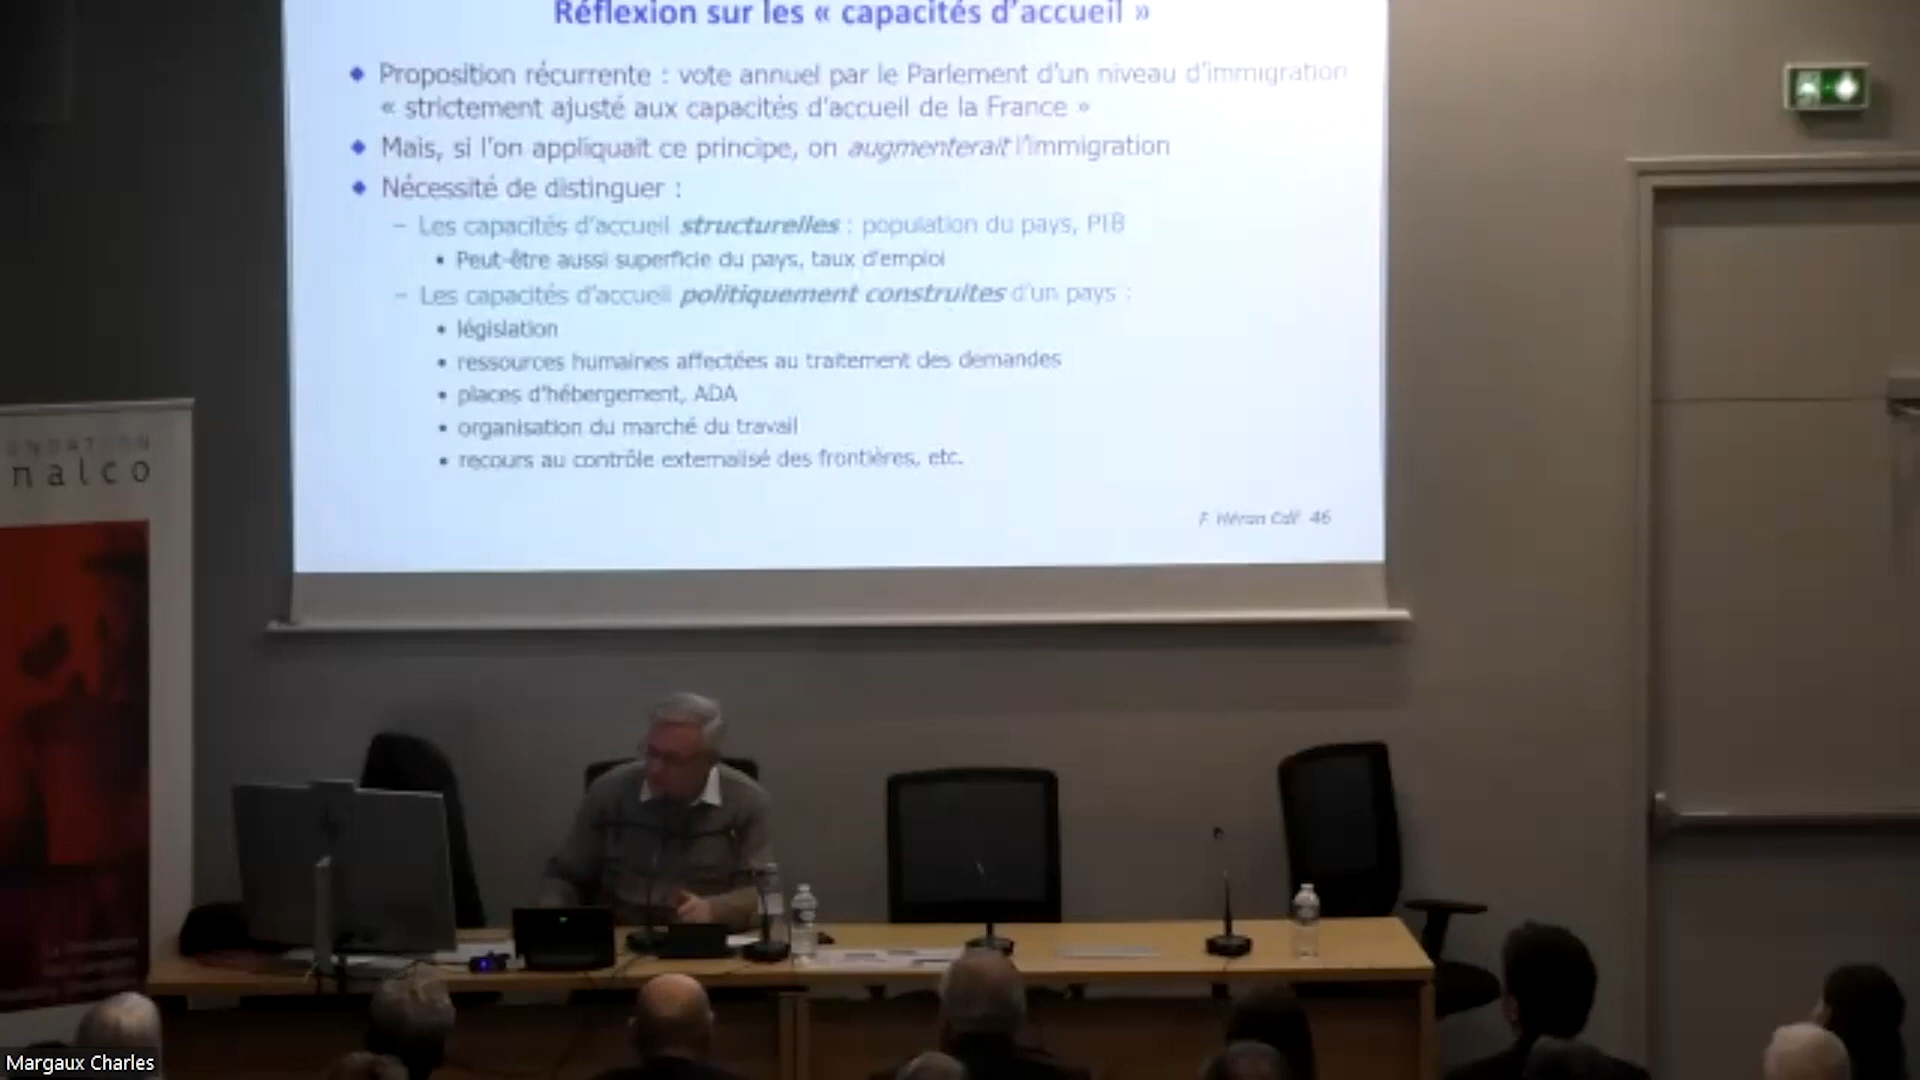 Réflexion sur les « capacités d'accueil »
Proposition récurrente : vote annuel par le Parlement d'un niveau d'immigration
« strictement ajusté aux capacités d'accueil de la France »
Mais, si l'on appliquait ce principe, on augmenterait l'immigration
Nécessité de distinguer :
– Les capacités d'accueil structurelles : population du pays, PIB
• Peut-être aussi superficie du pays, taux d'emploi
– Les capacités d'accueil politiquement construites d'un pays :
• législation
• ressources humaines affectées au traitement des demandes
• places d'hébergement, ADA
• organisation du marché du travail
• recours au contrôle externalisé des frontières, etc.
F. Héran CdF 46
nalco
Margaux Charles